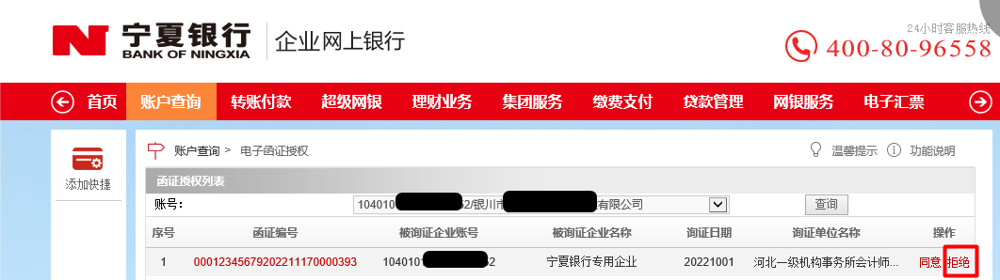 宁夏银行
BANK OF NINGXIA
企业网上银行
24小时客服热线
400-80-96558
首页 账户查询 转账付款 超级网银 理财业务 集团服务 缴费支付 贷款管理 网银服务 电子汇票
添加快捷
账户查询 > 电子函证授权 温馨提示 功能说明
函证授权列表
账号： 10401 62/银川市 有限公司 查询
序号 函证编号 被询证企业账号 被询证企业名称 询证日期 询证单位名称 操作
1 00012345679202211170000393 104010 2 宁夏银行专用企业 20221001 河北一级机构事务所会计师... 同意 拒绝